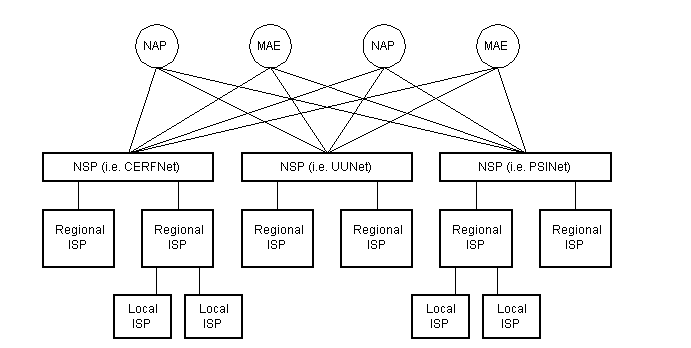 NAP MAE NAP MAE
NSP (i.e. CERFNet) NSP (i.e. UUNet) NSP (i.e. PSINet)
Regional Regional Regional Regional Regional Regional
ISP ISP ISP ISP ISP ISP
Local Local Local Local
ISP ISP ISP ISP